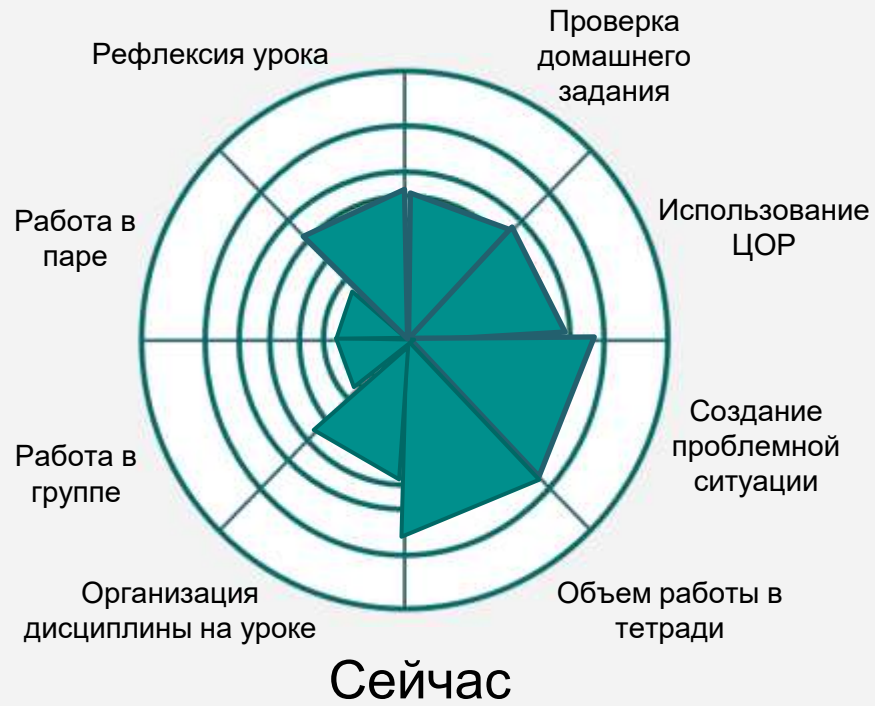 Проверка
домашнего
задания
Использование
ЦОР
Создание
проблемной
ситуации
Объем работы в
тетради
Организация
дисциплины на уроке
Работа в
группе
Работа в
паре
Рефлексия урока
Сейчас